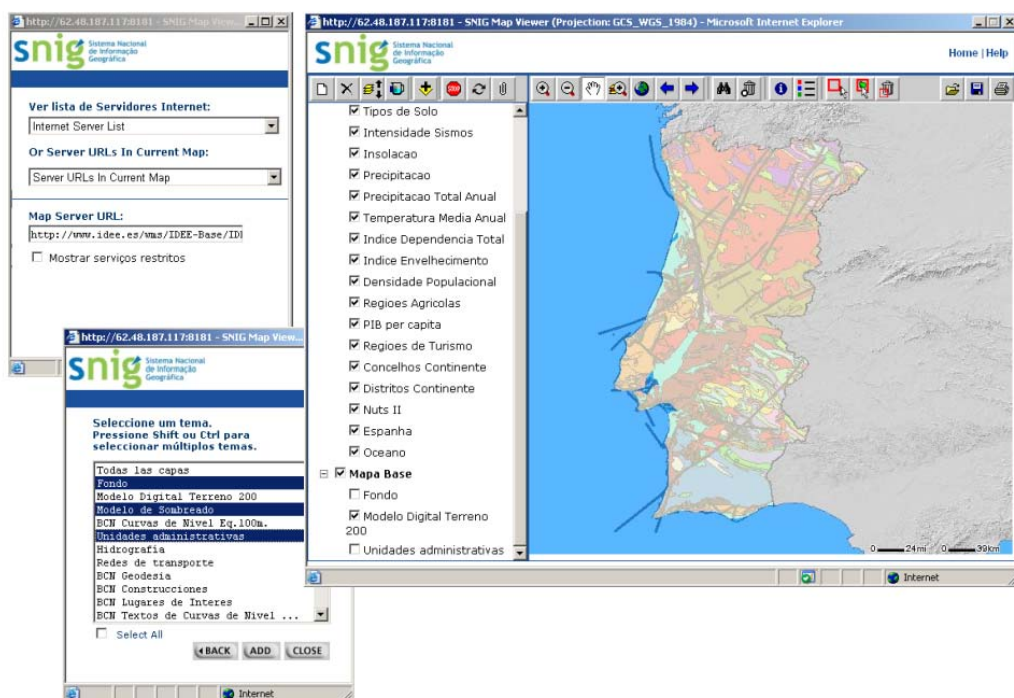 http://62.48.187.117:8181 - SNIG Map View...
snig Sistema Nacional
de Informação
Geográfica
Ver lista de Servidores Internet:
Internet Server List
Or Server URLs In Current Map:
Server URLs In Current Map
Map Server URL:
http://www.idee.es/wms/IDEE-Base/IDE
Mostrar serviços restritos
http://62.48.187.117:8181 - SNIG Map View...
snig Sistema Nacional
de Informação
Geográfica
Seleccione um tema.
Pressione Shift ou Ctrl para
seleccionar múltiplos temas.
Todas las capas
Fondo
Modelo Digital Terreno 200
Modelo de Sombreado
BCN Curvas de Nivel Eq.100m.
Unidades administrativas
Hidrografia
Redes de transporte
BCN Geodesia
BCN Construcciones
BCN Lugares de Interes
BCN Textos de Curvas de Nivel ...
Select All
BACK ADD CLOSE
Internet
http://62.48.187.117:8181 - SNIG Map Viewer (Projection: GCS_WGS_1984) - Microsoft Internet Explorer
snig Sistema Nacional
de Informação
Geográfica
Home | Help
STOP
Tipos de Solo
Intensidade Sismos
Insolacao
Precipitacao
Precipitacao Total Anual
Temperatura Media Anual
Indice Dependencia Total
Indice Envelhecimento
Densidade Populacional
Regioes Agricolas
PIB per capita
Regioes de Turismo
Concelhos Continente
Distritos Continente
Nuts II
Espanha
Oceano
Mapa Base
Fondo
Modelo Digital Terreno
200
Unidades administrativas
0 24mi 0 39km
Internet